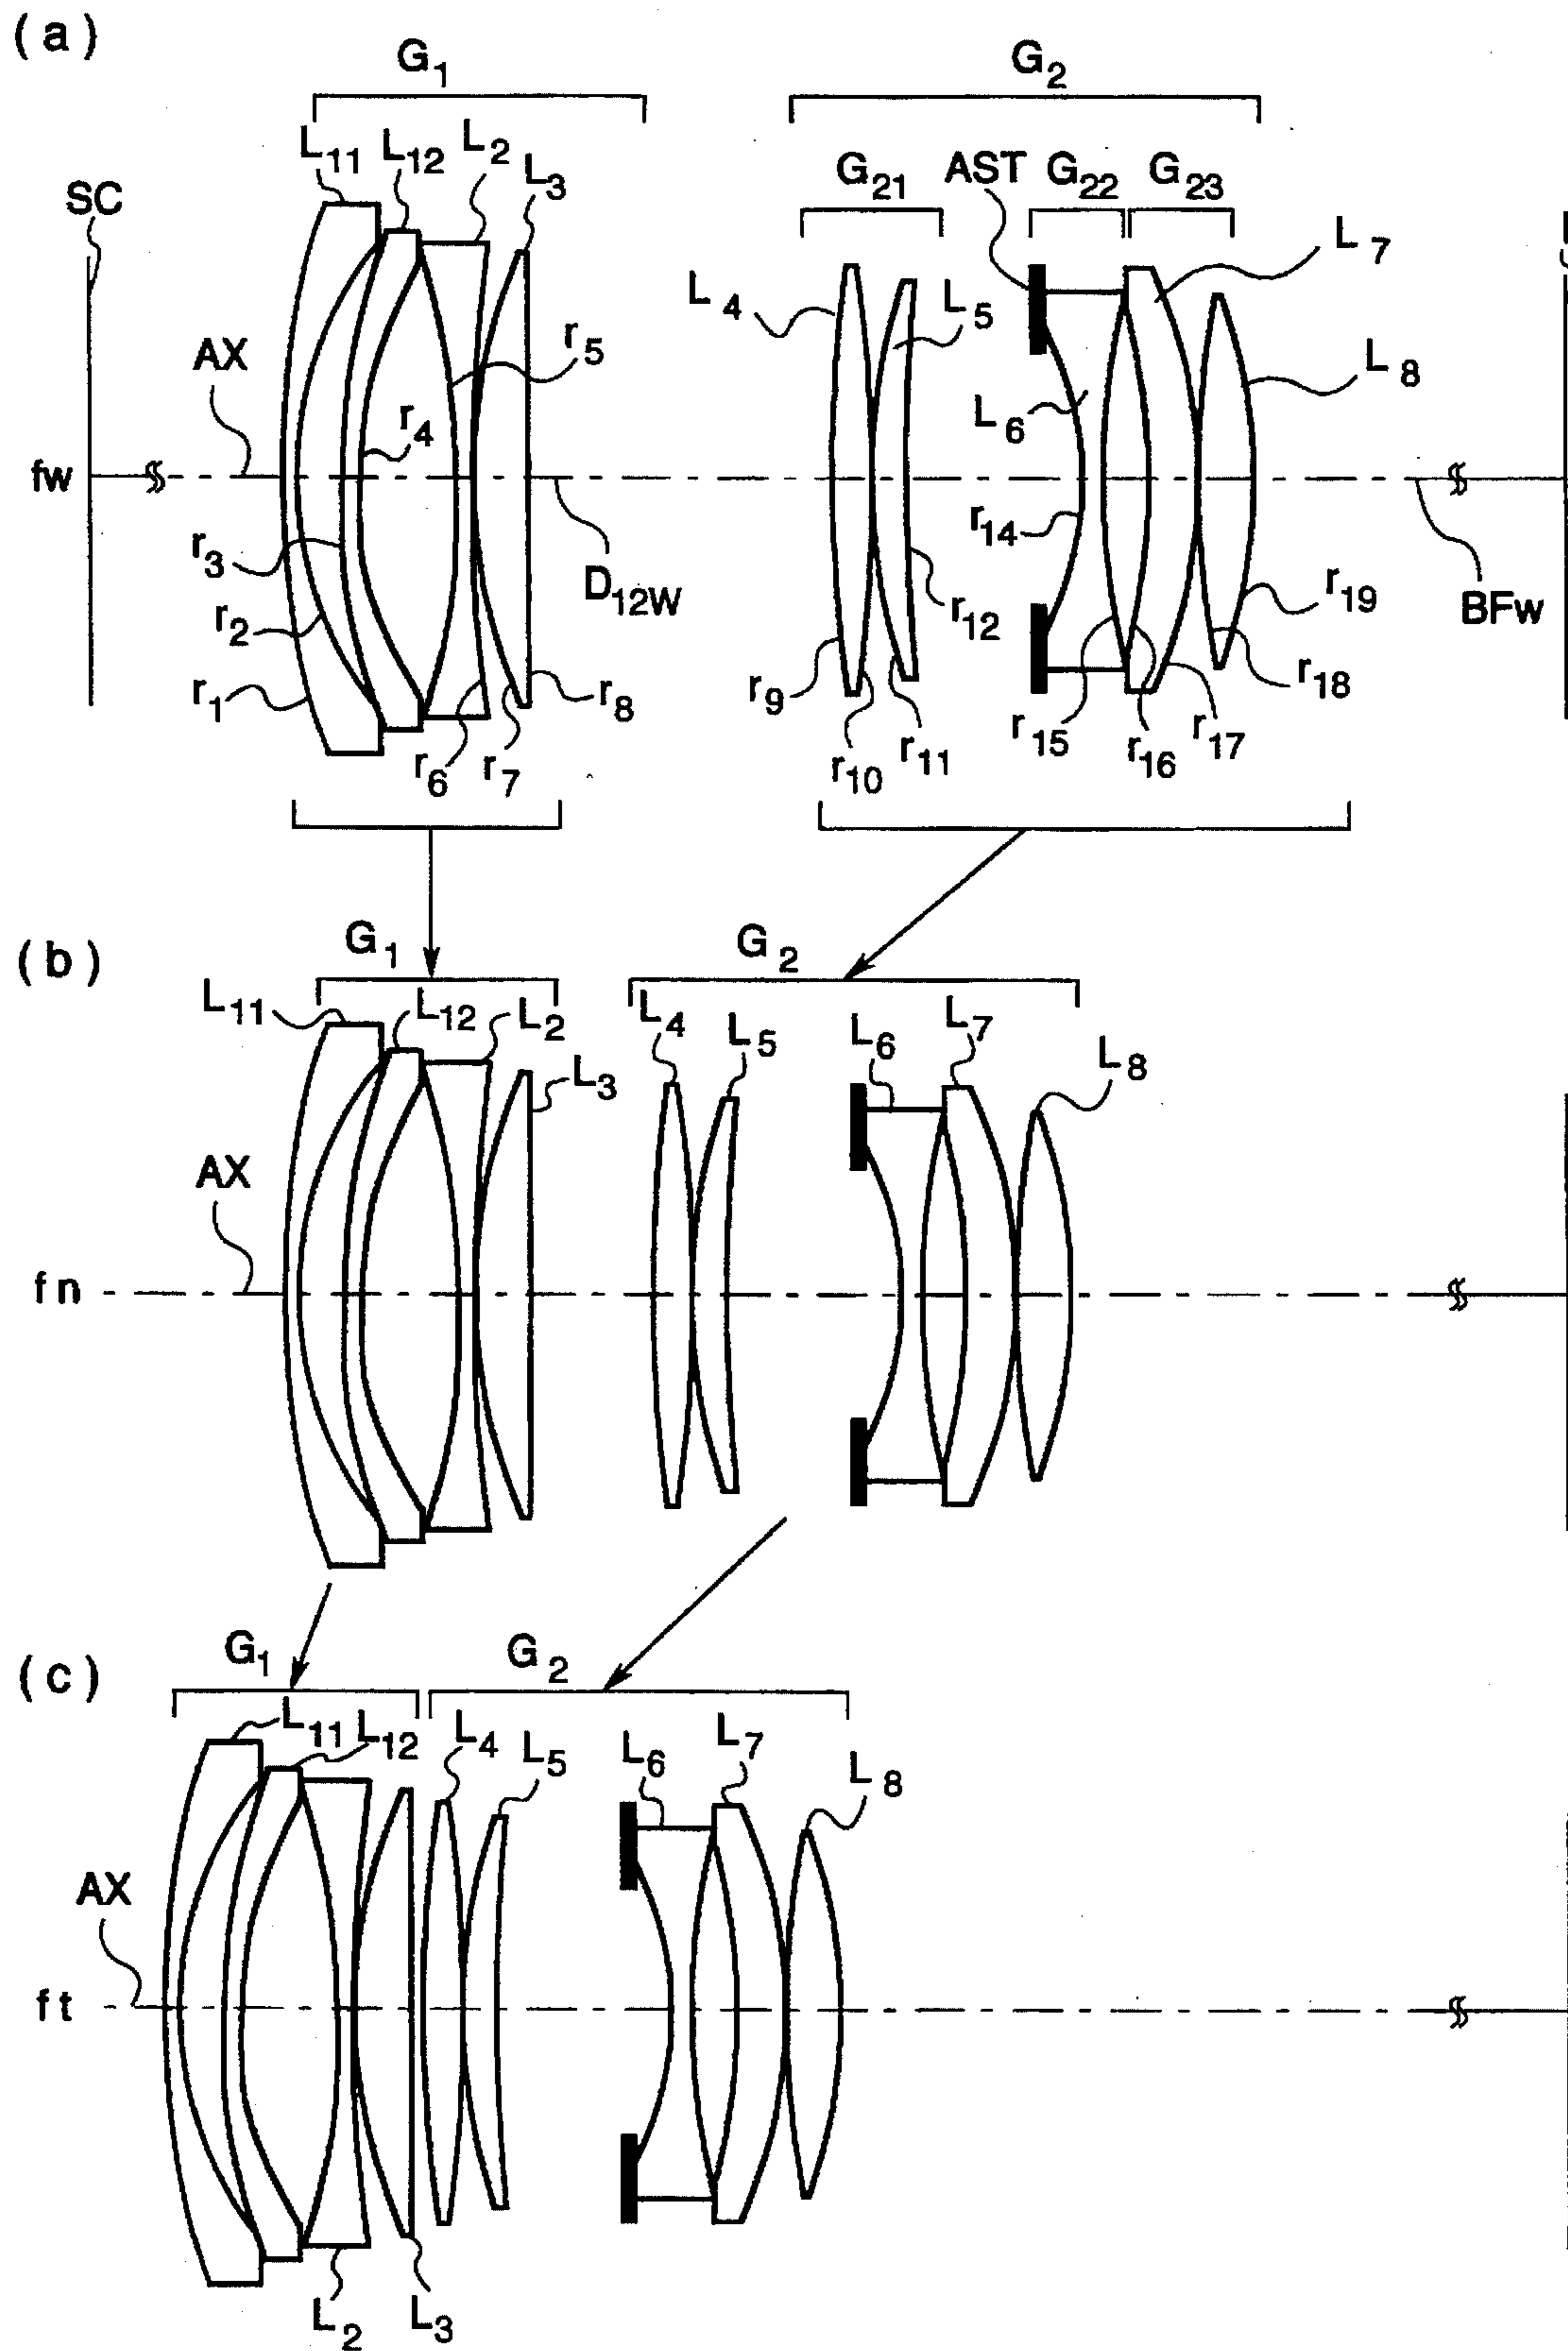 (a)
G1
G2
L11
L12
L2
L3
SC
G21
AST
G22
G23
L7
L4
L5
r5
AX
L8
r4
L6
fw
r14
r3
D12W
r12
r19
BFw
r2
r18
r1
r9
r8
r15
r17
r6
r7
r10
r11
r16
(b)
G1
G2
L11
L12
L2
L4
L5
L6
L7
L8
L3
AX
fn
(c)
G1
G2
L11
L12
L4
L5
L6
L7
L8
AX
ft
L2
L3